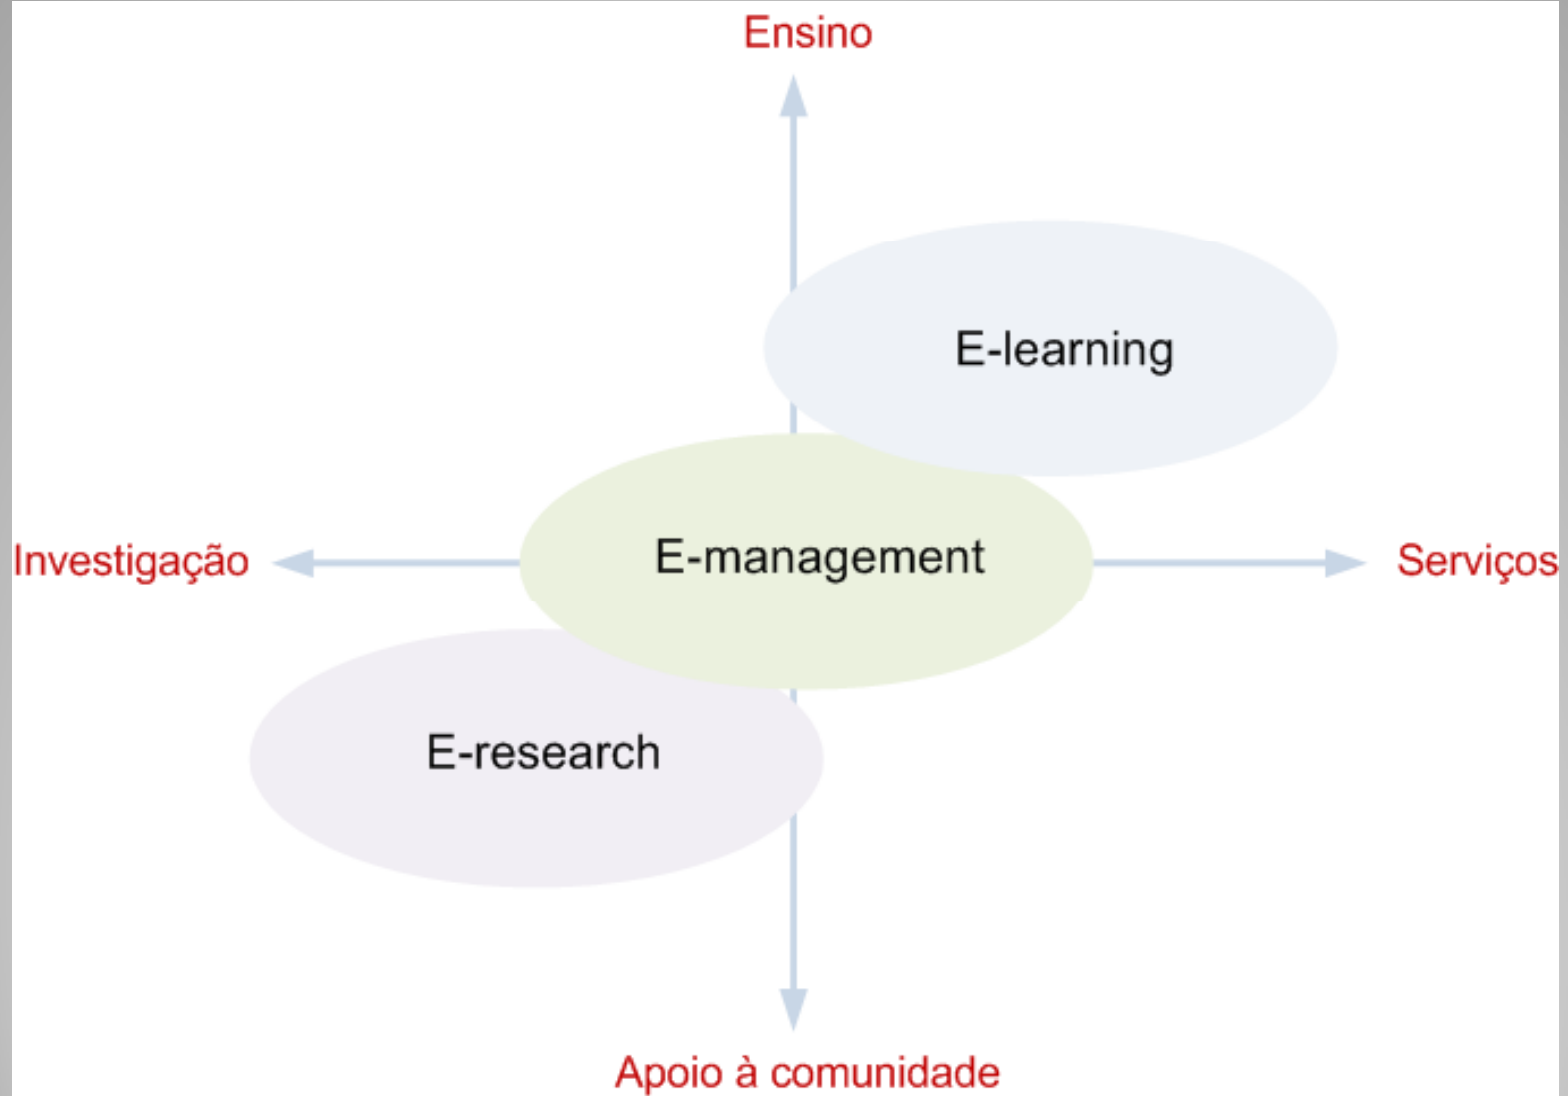 Ensino
E-learning
Investigação
E-management
Serviços
E-research
Apoio à comunidade